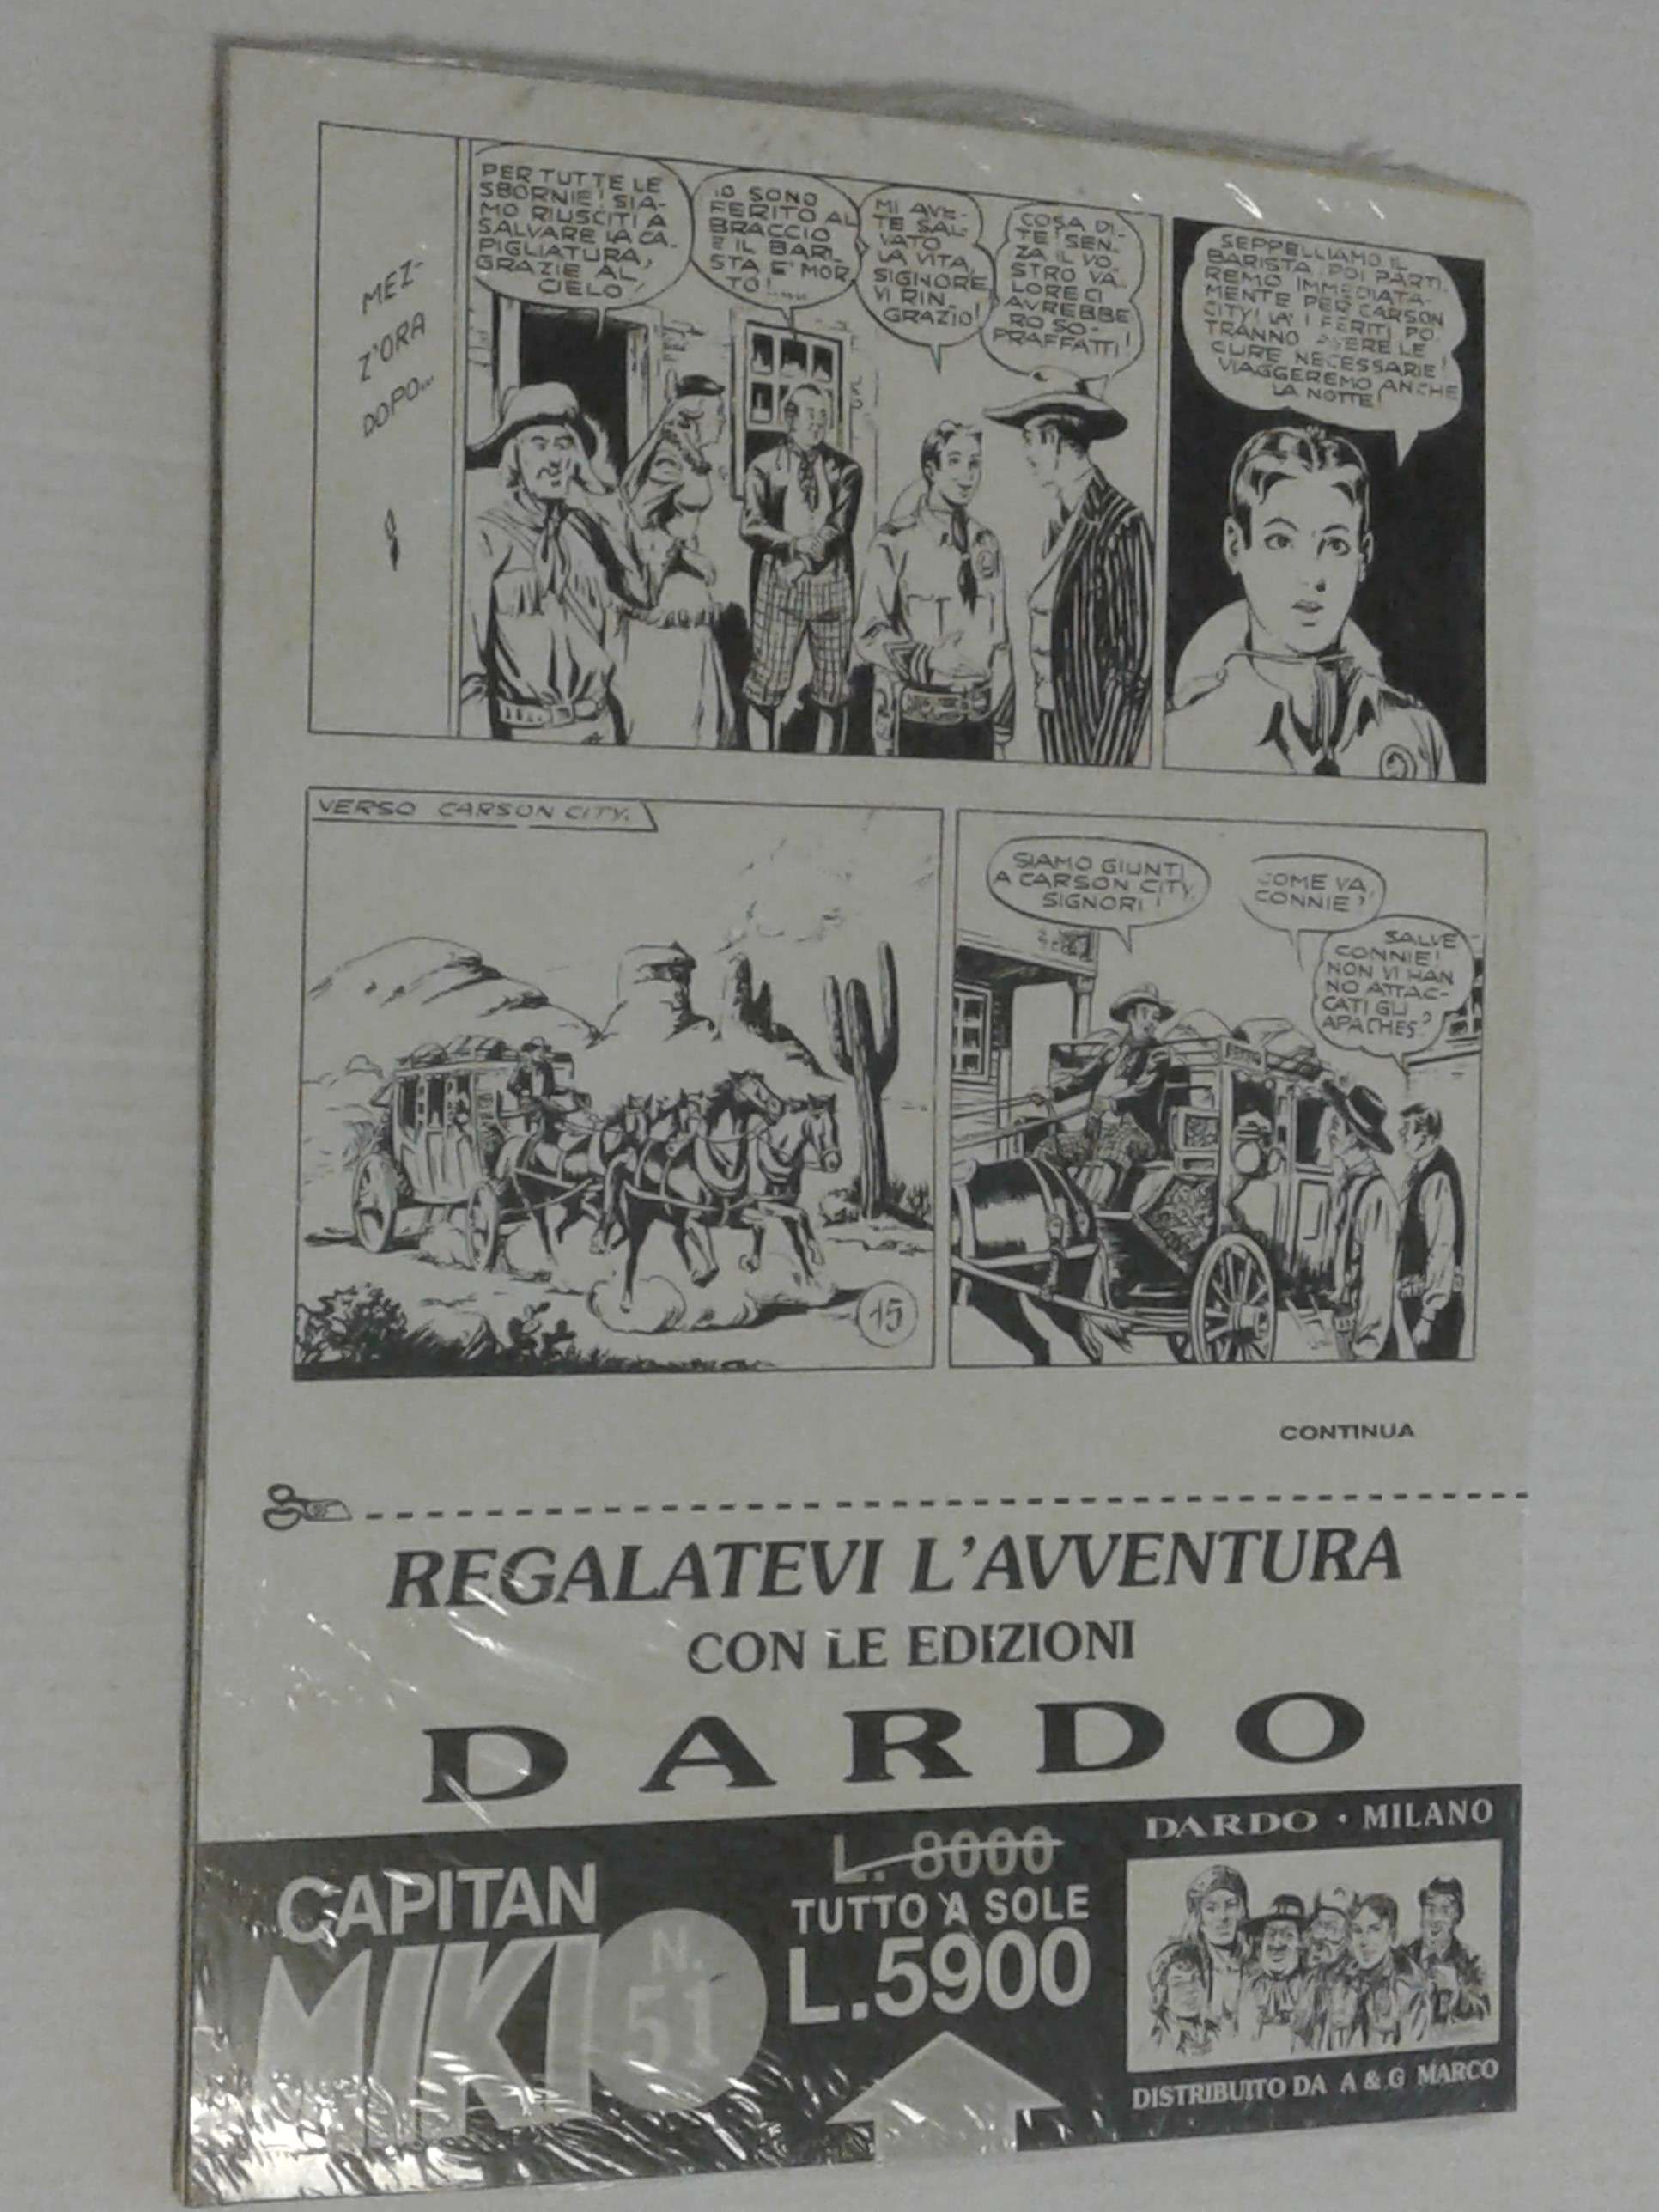 MEZ-
Z'ORA
DOPO...
PER TUTTE LE
SBORNIE! SIA-
MO RIUSCITI A
SALVARE LA CA-
PIGLIATURA,
GRAZIE AL
CIELO!
IO SONO
FERITO AL
BRACCIO
E IL BARI-
STA E' MOR-
TO!....
MI AVE-
TE SAL-
VATO
LA VITA,
SIGNORE
VI RIN-
GRAZIO!
COSA DI-
TE! SEN-
ZA IL VO-
STRO VA-
LORE CI
AVREBBE
RO SO-
PRAFFATTI!
SEPPELLIAMO IL
BARISTA, POI PARTI-
REMO IMMEDIATA-
MENTE PER CARSON
CITY! LA' I FERITI PO
TRANNO AVERE LE
CURE NECESSARIE!
VIAGGEREMO ANCHE
LA NOTTE!
VERSO CARSON CITY.
15
SIAMO GIUNTI
A CARSON CITY,
SIGNORI!
COME VA,
CONNIE?
SALVE
CONNIE!
NON VI HAN
NO ATTAC-
CATI GLI
APACHES?
CONTINUA
REGALATEVI L'AVVENTURA
CON LE EDIZIONI
DARDO
CAPITAN
MIKI
N.
51
L. 8000
TUTTO A SOLE
L.5900
DARDO • MILANO
DISTRIBUITO DA A & G MARCO